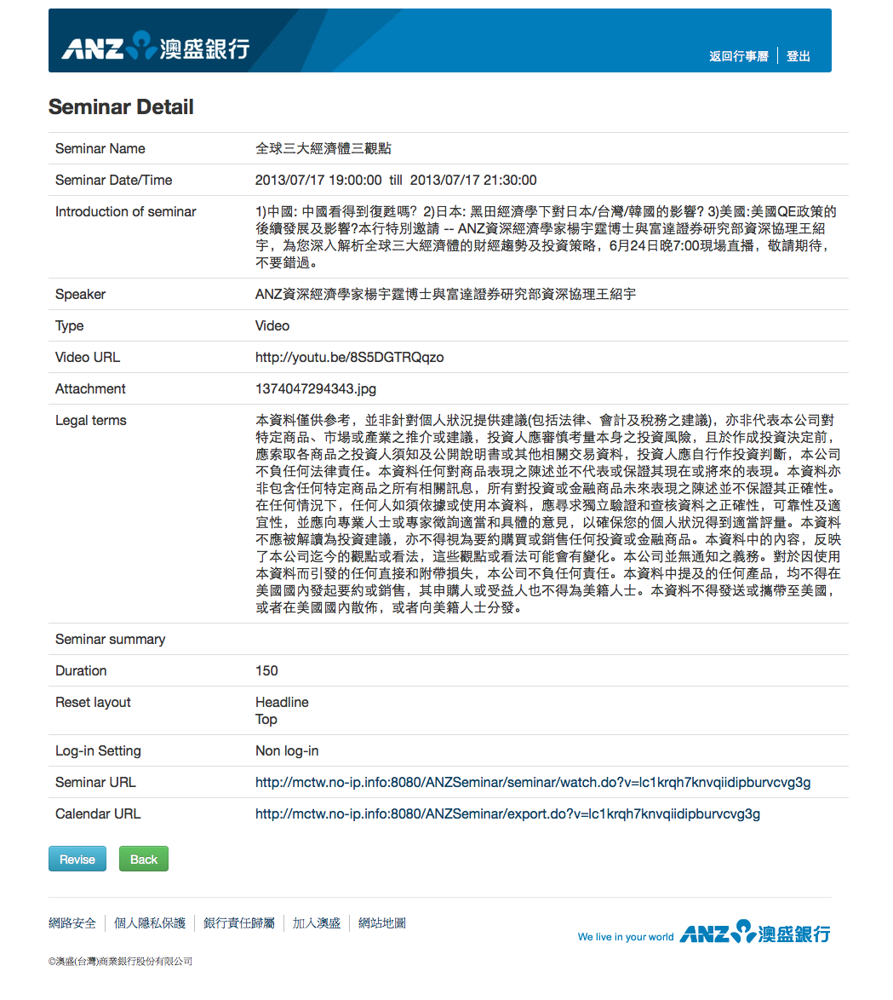 ANZ 澳盛銀行
返回行事曆 登出
Seminar Detail
Seminar Name 全球三大經濟體三觀點
Seminar Date/Time 2013/07/17 19:00:00 till 2013/07/17 21:30:00
Introduction of seminar 1)中國: 中國看得到復甦嗎? 2)日本: 黑田經濟學下對日本/台灣/韓國的影響? 3)美國:美國QE政策的
後續發展及影響?本行特別邀請 -- ANZ資深經濟學家楊宇霆博士與富達證券研究部資深協理王紹
宇，為您深入解析全球三大經濟體的財經趨勢及投資策略，6月24日晚7:00現場直播，敬請期待，
不要錯過。
Speaker ANZ資深經濟學家楊宇霆博士與富達證券研究部資深協理王紹宇
Type Video
Video URL http://youtu.be/8S5DGTRQqzo
Attachment 1374047294343.jpg
Legal terms 本資料僅供參考，並非針對個人狀況提供建議(包括法律、會計及稅務之建議)，亦非代表本公司對
特定商品、市場或產業之推介或建議，投資人應審慎考量本身之投資風險，且於作成投資決定前，
應索取各商品之投資人須知及公開說明書或其他相關交易資料，投資人應自行作投資判斷，本公司
不負任何法律責任。本資料任何對商品表現之陳述並不代表或保證其現在或將來的表現。本資料亦
非包含任何特定商品之所有相關訊息，所有對投資或金融商品未來表現之陳述並不保證其正確性。
在任何情況下，任何人如須依據或使用本資料，應尋求獨立驗證和查核資料之正確性，可靠性及適
宜性，並應向專業人士或專家徵詢適當和具體的意見，以確保您的個人狀況得到適當評量。本資料
不應被解讀為投資建議，亦不得視為要約購買或銷售任何投資或金融商品。本資料中的內容，反映
了本公司迄今的觀點或看法，這些觀點或看法可能會有變化。本公司並無通知之義務。對於因使用
本資料而引發的任何直接和附帶損失，本公司不負任何責任。本資料中提及的任何產品，均不得在
美國國內發起要約或銷售，其申購人或受益人也不得為美籍人士。本資料不得發送或攜帶至美國，
或者在美國國內散佈，或者向美籍人士分發。
Seminar summary
Duration 150
Reset layout Headline
Top
Log-in Setting Non log-in
Seminar URL http://mctw.no-ip.info:8080/ANZSeminar/seminar/watch.do?v=lc1krqh7knvqiidipburvcvg3g
Calendar URL http://mctw.no-ip.info:8080/ANZSeminar/export.do?v=lc1krqh7knvqiidipburvcvg3g
Revise Back
網路安全 個人隱私保護 銀行責任歸屬 加入澳盛 網站地圖
We live in your world ANZ 澳盛銀行
©澳盛(台灣)商業銀行股份有限公司